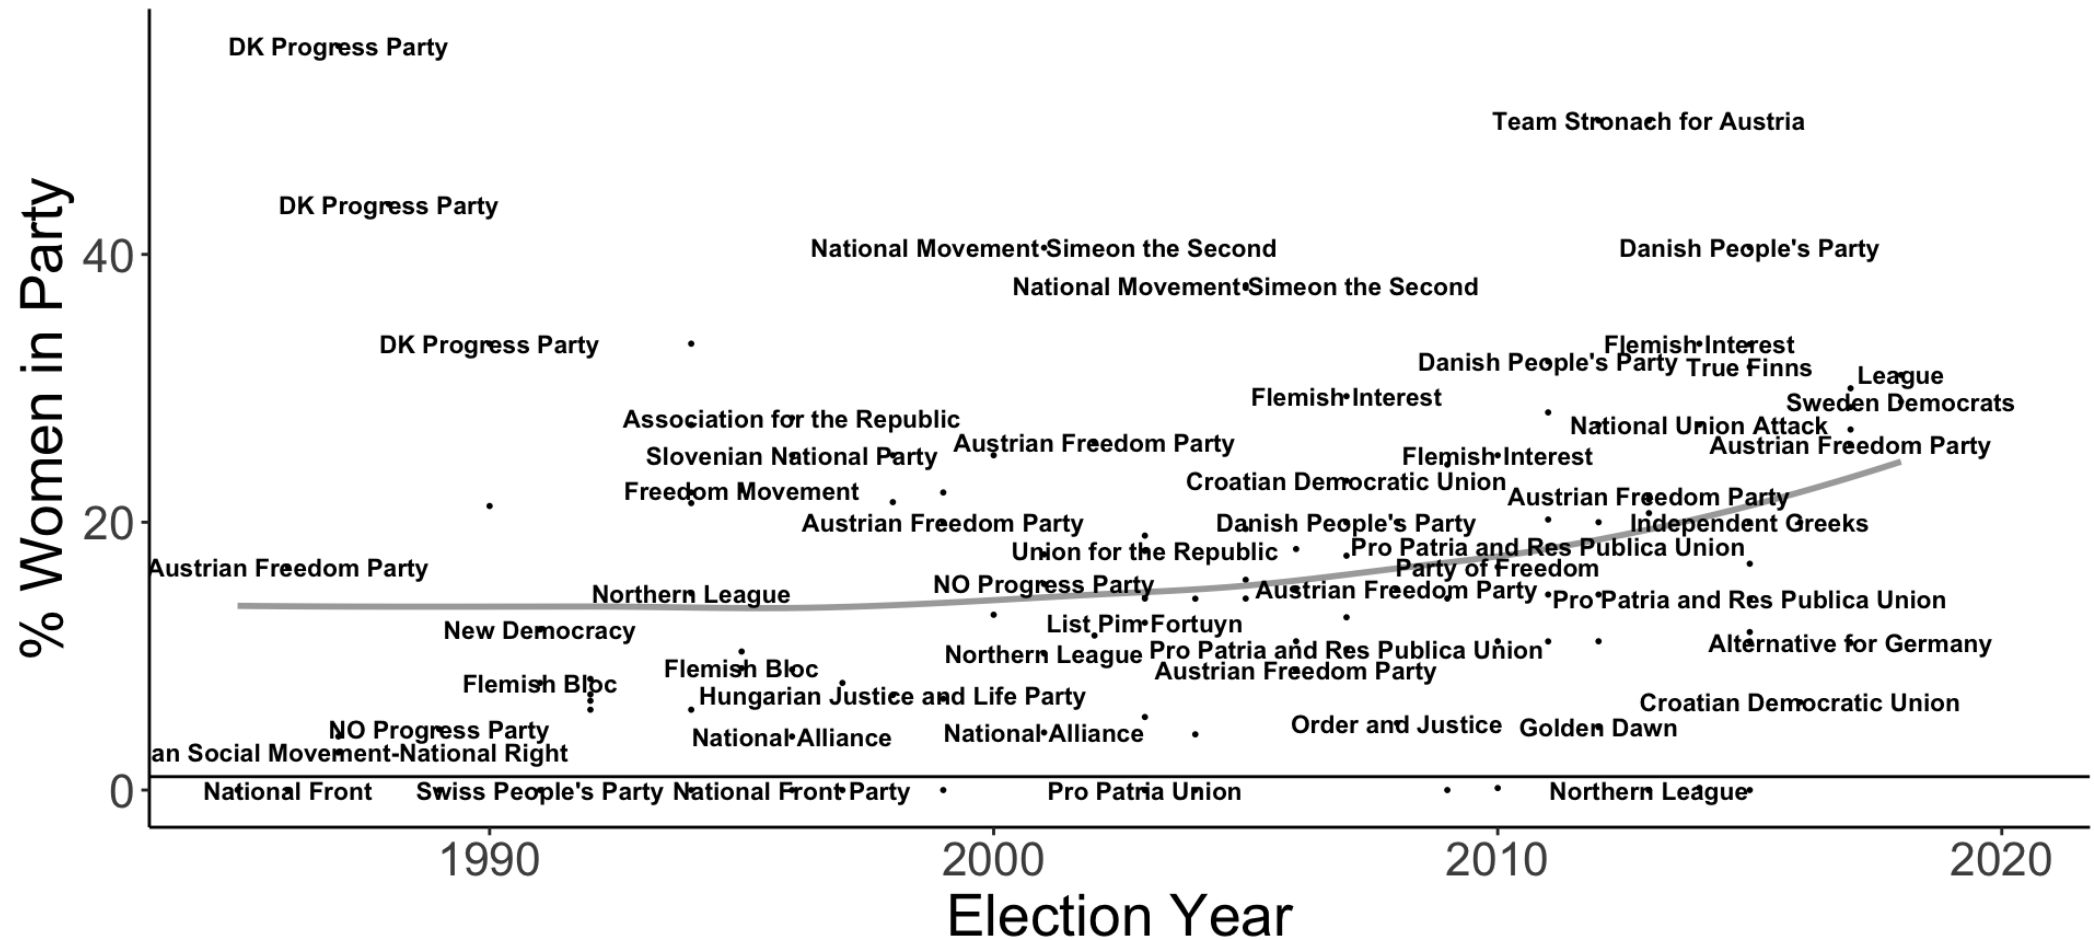 DK Progress Party
Team Stronach for Austria
DK Progress Party
National Movement Simeon the Second
Danish People's Party
National Movement Simeon the Second
DK Progress Party
Flemish Interest
Danish People's Party
True Finns
League
Flemish Interest
Sweden Democrats
Association for the Republic
National Union Attack
Austrian Freedom Party
Austrian Freedom Party
Slovenian National Party
Flemish Interest
Croatian Democratic Union
Freedom Movement
Austrian Freedom Party
Austrian Freedom Party
Danish People's Party
Independent Greeks
Union for the Republic
Pro Patria and Res Publica Union
Austrian Freedom Party
Party of Freedom
NO Progress Party
Austrian Freedom Party
Northern League
Pro Patria and Res Publica Union
List Pim Fortuyn
New Democracy
Alternative for Germany
Pro Patria and Res Publica Union
Northern League
Flemish Bloc
Austrian Freedom Party
Flemish Bloc
Hungarian Justice and Life Party
Croatian Democratic Union
Order and Justice
Golden Dawn
NO Progress Party
National Alliance
National Alliance
an Social Movement-National Right
National Front
Swiss People's Party
National Front Party
Pro Patria Union
Northern League
40
20
0
% Women in Party
1990
2000
2010
2020
Election Year